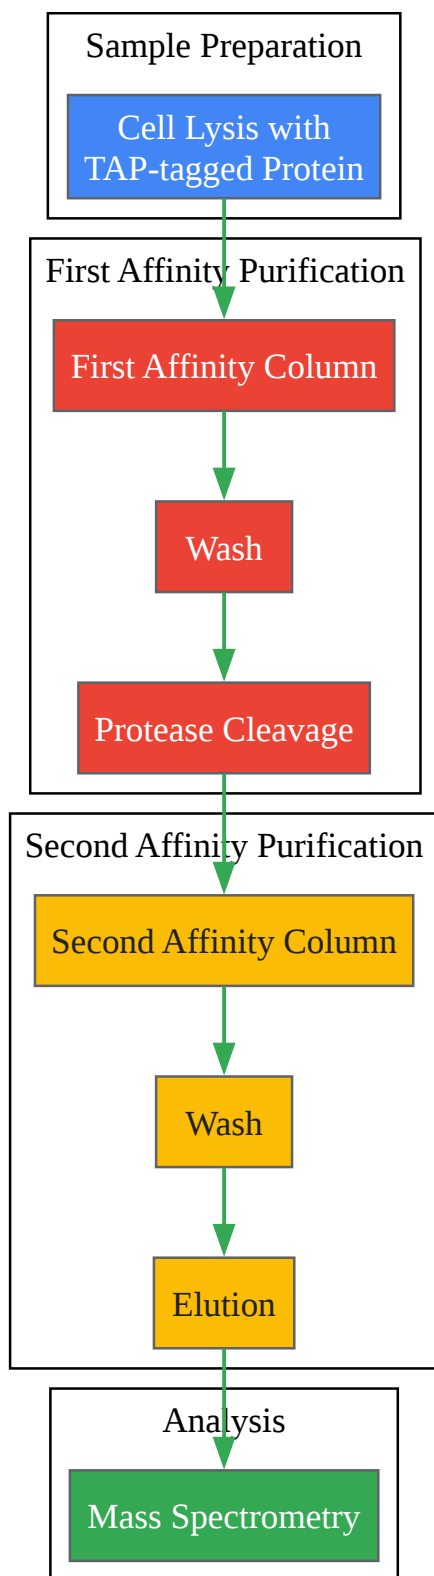 Sample Preparation
Cell Lysis with
TAP-tagged Protein
First Affinity Purification
First Affinity Column
Wash
Protease Cleavage
Second Affinity Purification
Second Affinity Column
Wash
Elution
Analysis
Mass Spectrometry